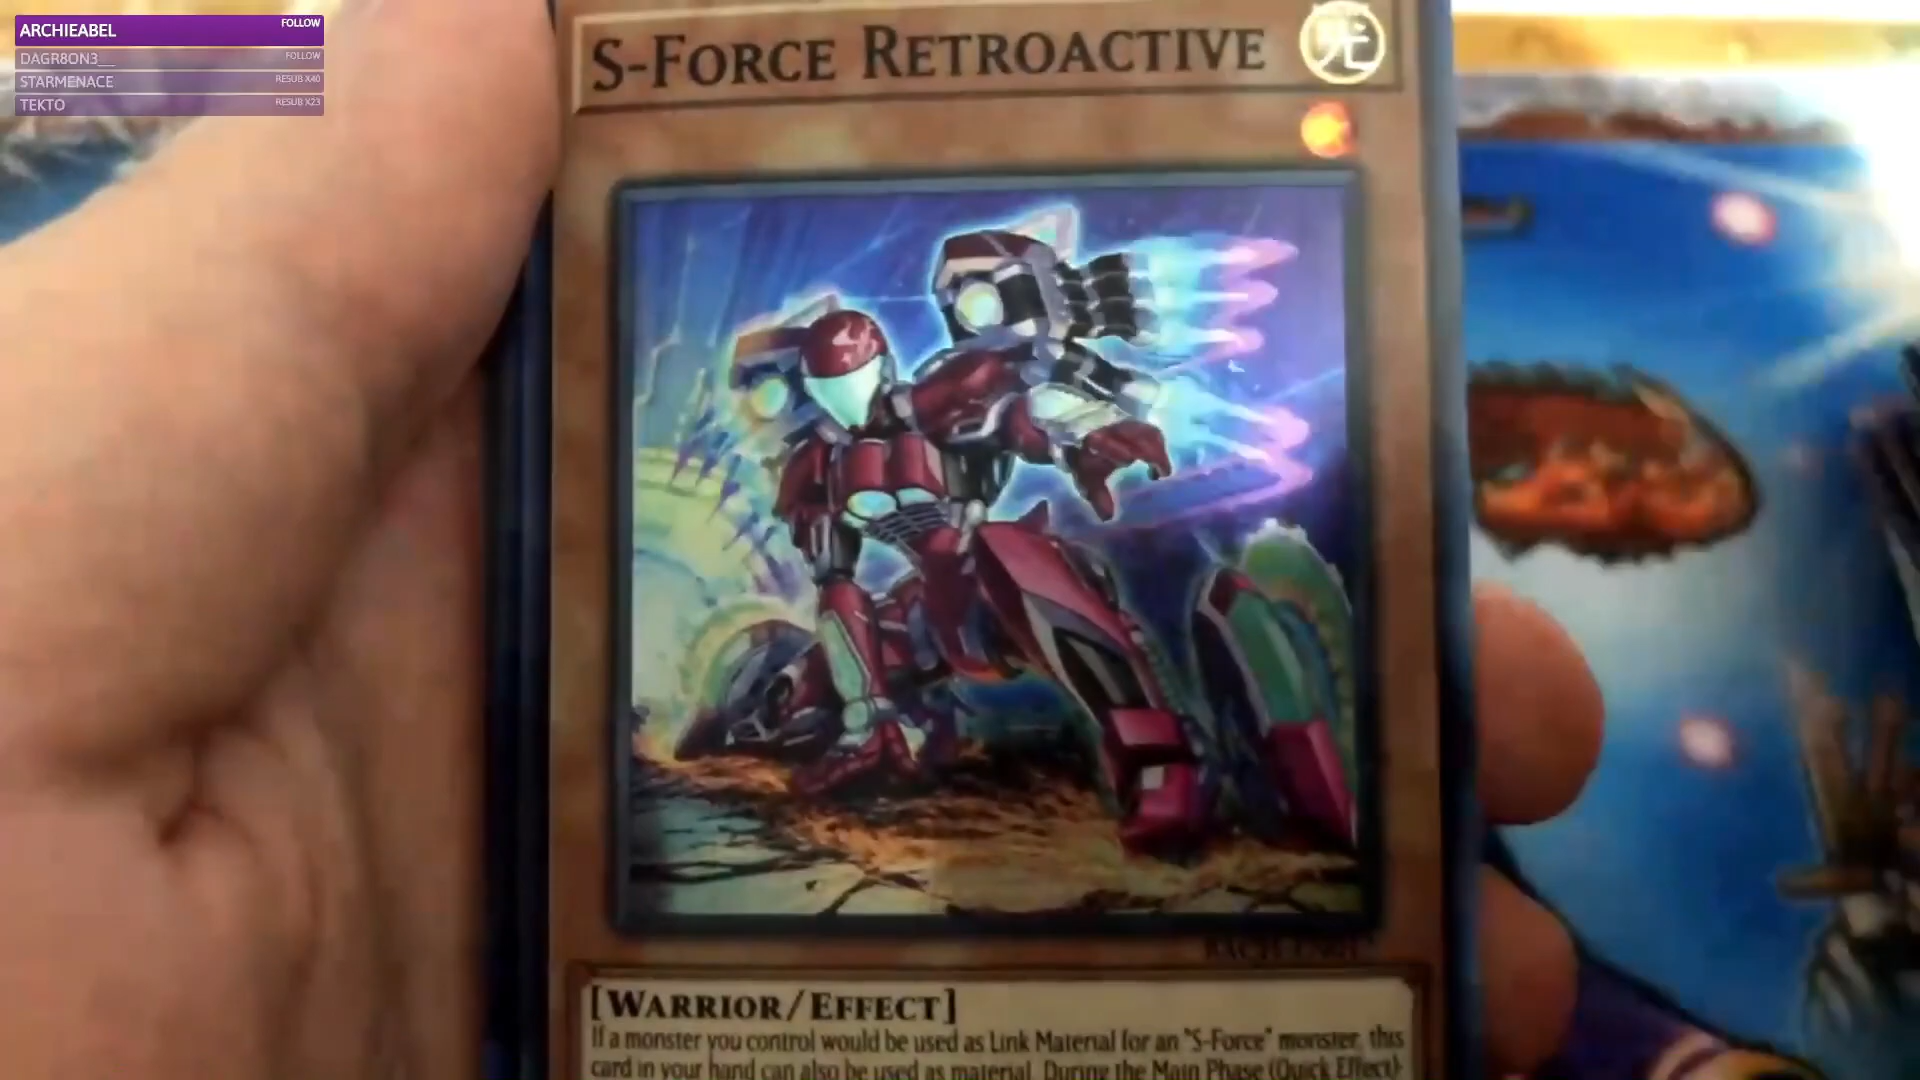 ARCHIEABEL FOLLOW
DAGR8ON3__ FOLLOW
STARMENACE RESUB X40
TEKTO RESUB X23
S-FORCE RETROACTIVE
光
[WARRIOR/EFFECT]
If a monster you control would be used as Link Material for an "S-Force" monster, this
card in your hand can also be used as material. During the Main Phase (Quick Effect):